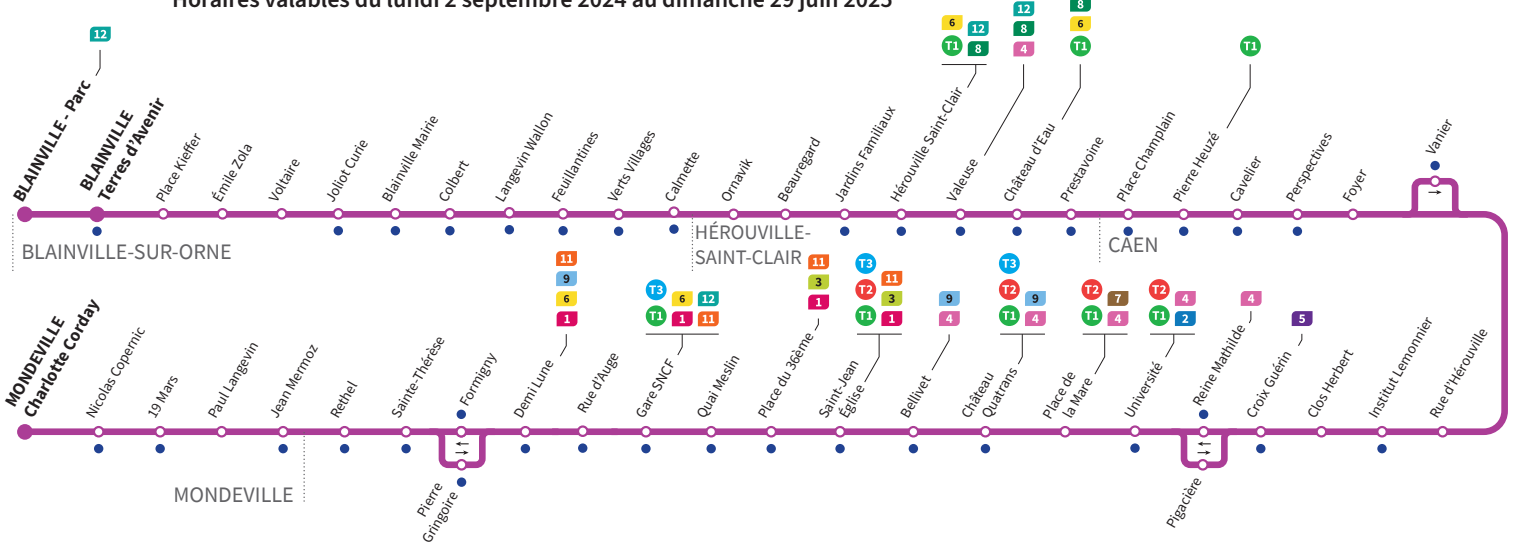 Horaires valables du lundi 2 septembre 2024 au dimanche 29 juin 2025
12
6
12
T1
8
12
8
4
8
6
T1
T1
BLAINVILLE - Parc
BLAINVILLE
Terres d'Avenir
Place Kieffer
Émile Zola
Voltaire
Joliot Curie
Blainville Mairie
Colbert
Langevin Wallon
Feuillantines
Verts Villages
Calmette
Ornavik
Beauregard
Jardins Familiaux
Hérouville Saint-Clair
Valeuse
Château d'Eau
Prestavoine
Place Champlain
Pierre Heuzé
Cavelier
Perspectives
Foyer
Vanier
→
BLAINVILLE-SUR-ORNE
HÉROUVILLE-
SAINT-CLAIR
CAEN
11
9
6
1
T3
6
12
T1
1
11
11
3
1
T3
11
T2
3
T1
1
9
4
T3
T2
9
T1
4
T2
7
T1
4
T2
4
T1
2
4
5
MONDEVILLE
Charlotte Corday
Nicolas Copernic
19 Mars
Paul Langevin
Jean Mermoz
Rethel
Sainte-Thérèse
Formigny
Demi Lune
Rue d'Auge
Gare SNCF
Quai Meslin
Place du 36ème
Saint-Jean
Église
Bellivet
Château
Quatrans
Place de
la Mare
Université
Reine Mathilde
Croix Guérin
Clos Herbert
Institut Lemonnier
Rue d'Hérouville
←
→
←
→
MONDEVILLE
Pierre
Gringoire
Pigacière